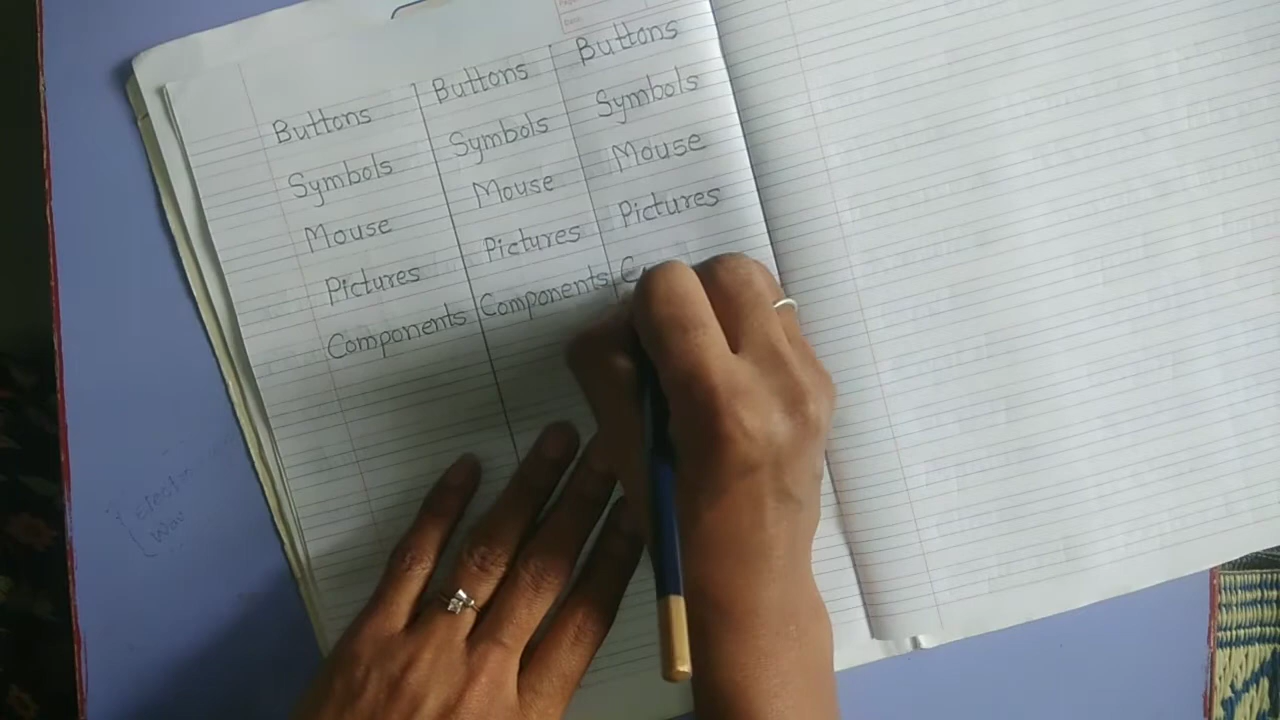 Buttons Buttons Buttons
Symbols Symbols Symbols
Mouse Mouse Mouse
Pictures Pictures Pictures
Components Components